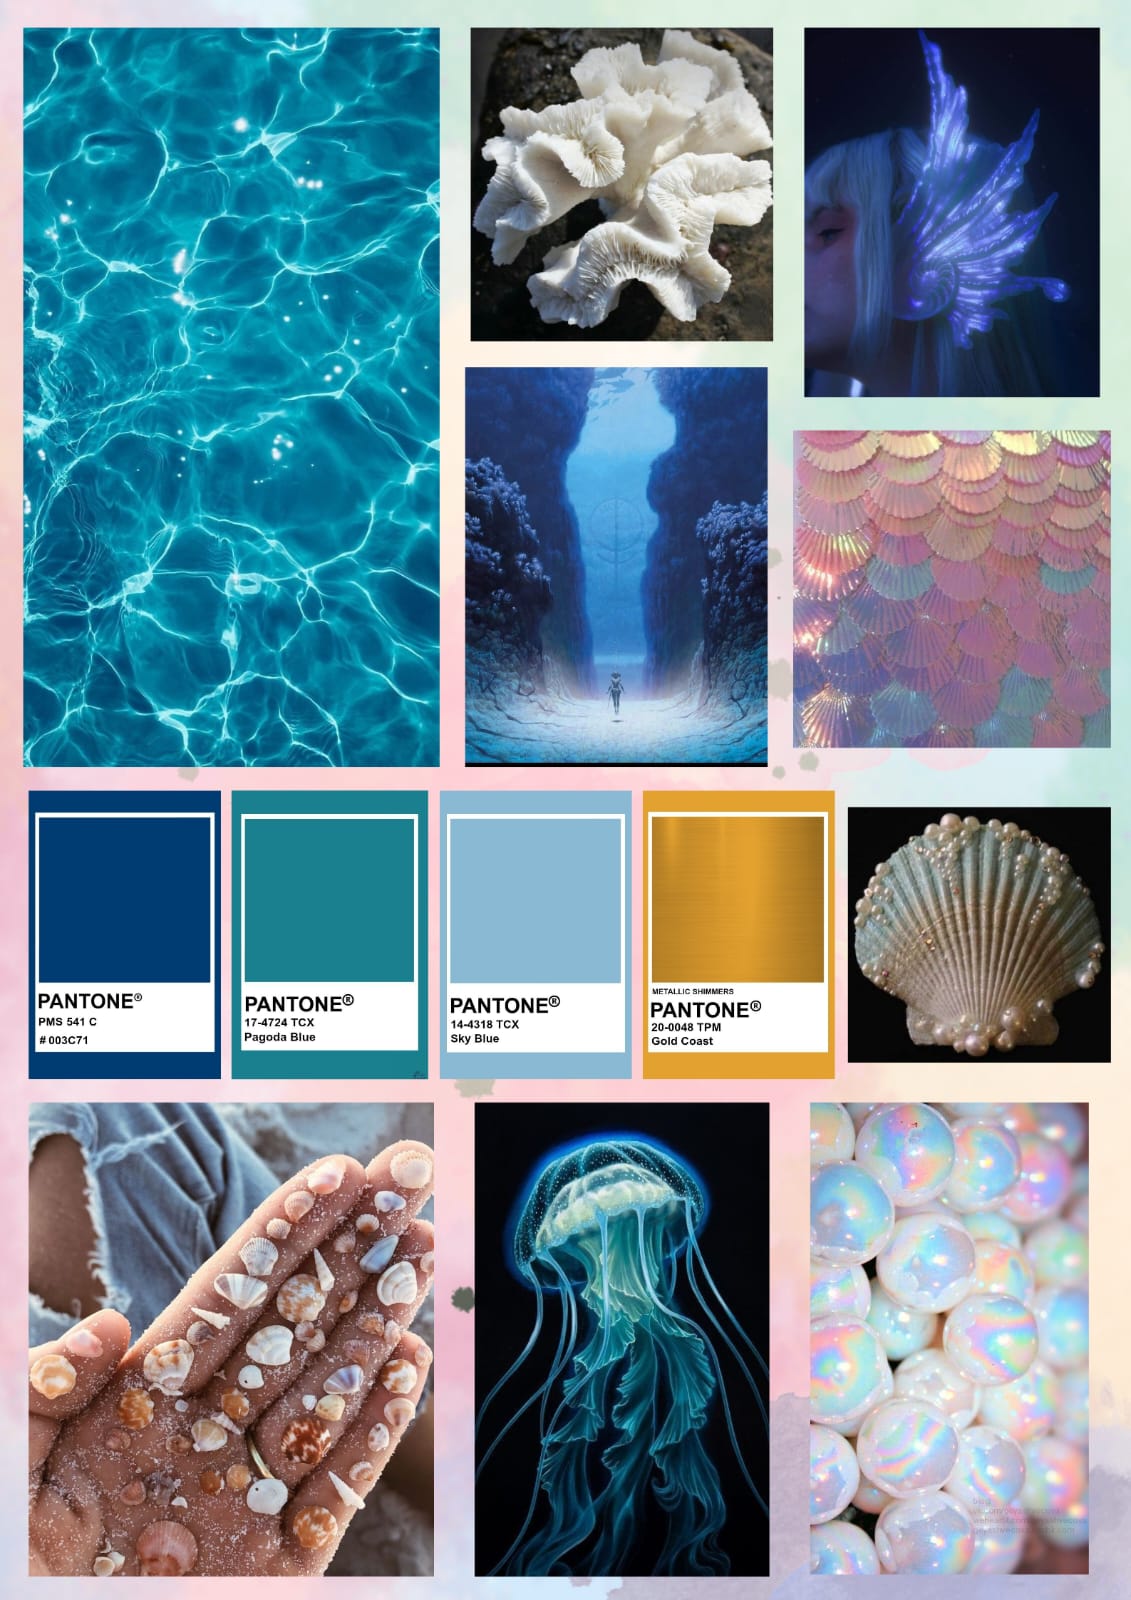 PANTONE®
PMS 541 C
# 003C71
PANTONE®
17-4724 TCX
Pagoda Blue
PANTONE®
14-4318 TCX
Sky Blue
METALLIC SHIMMERS
PANTONE®
20-0048 TPM
Gold Coast